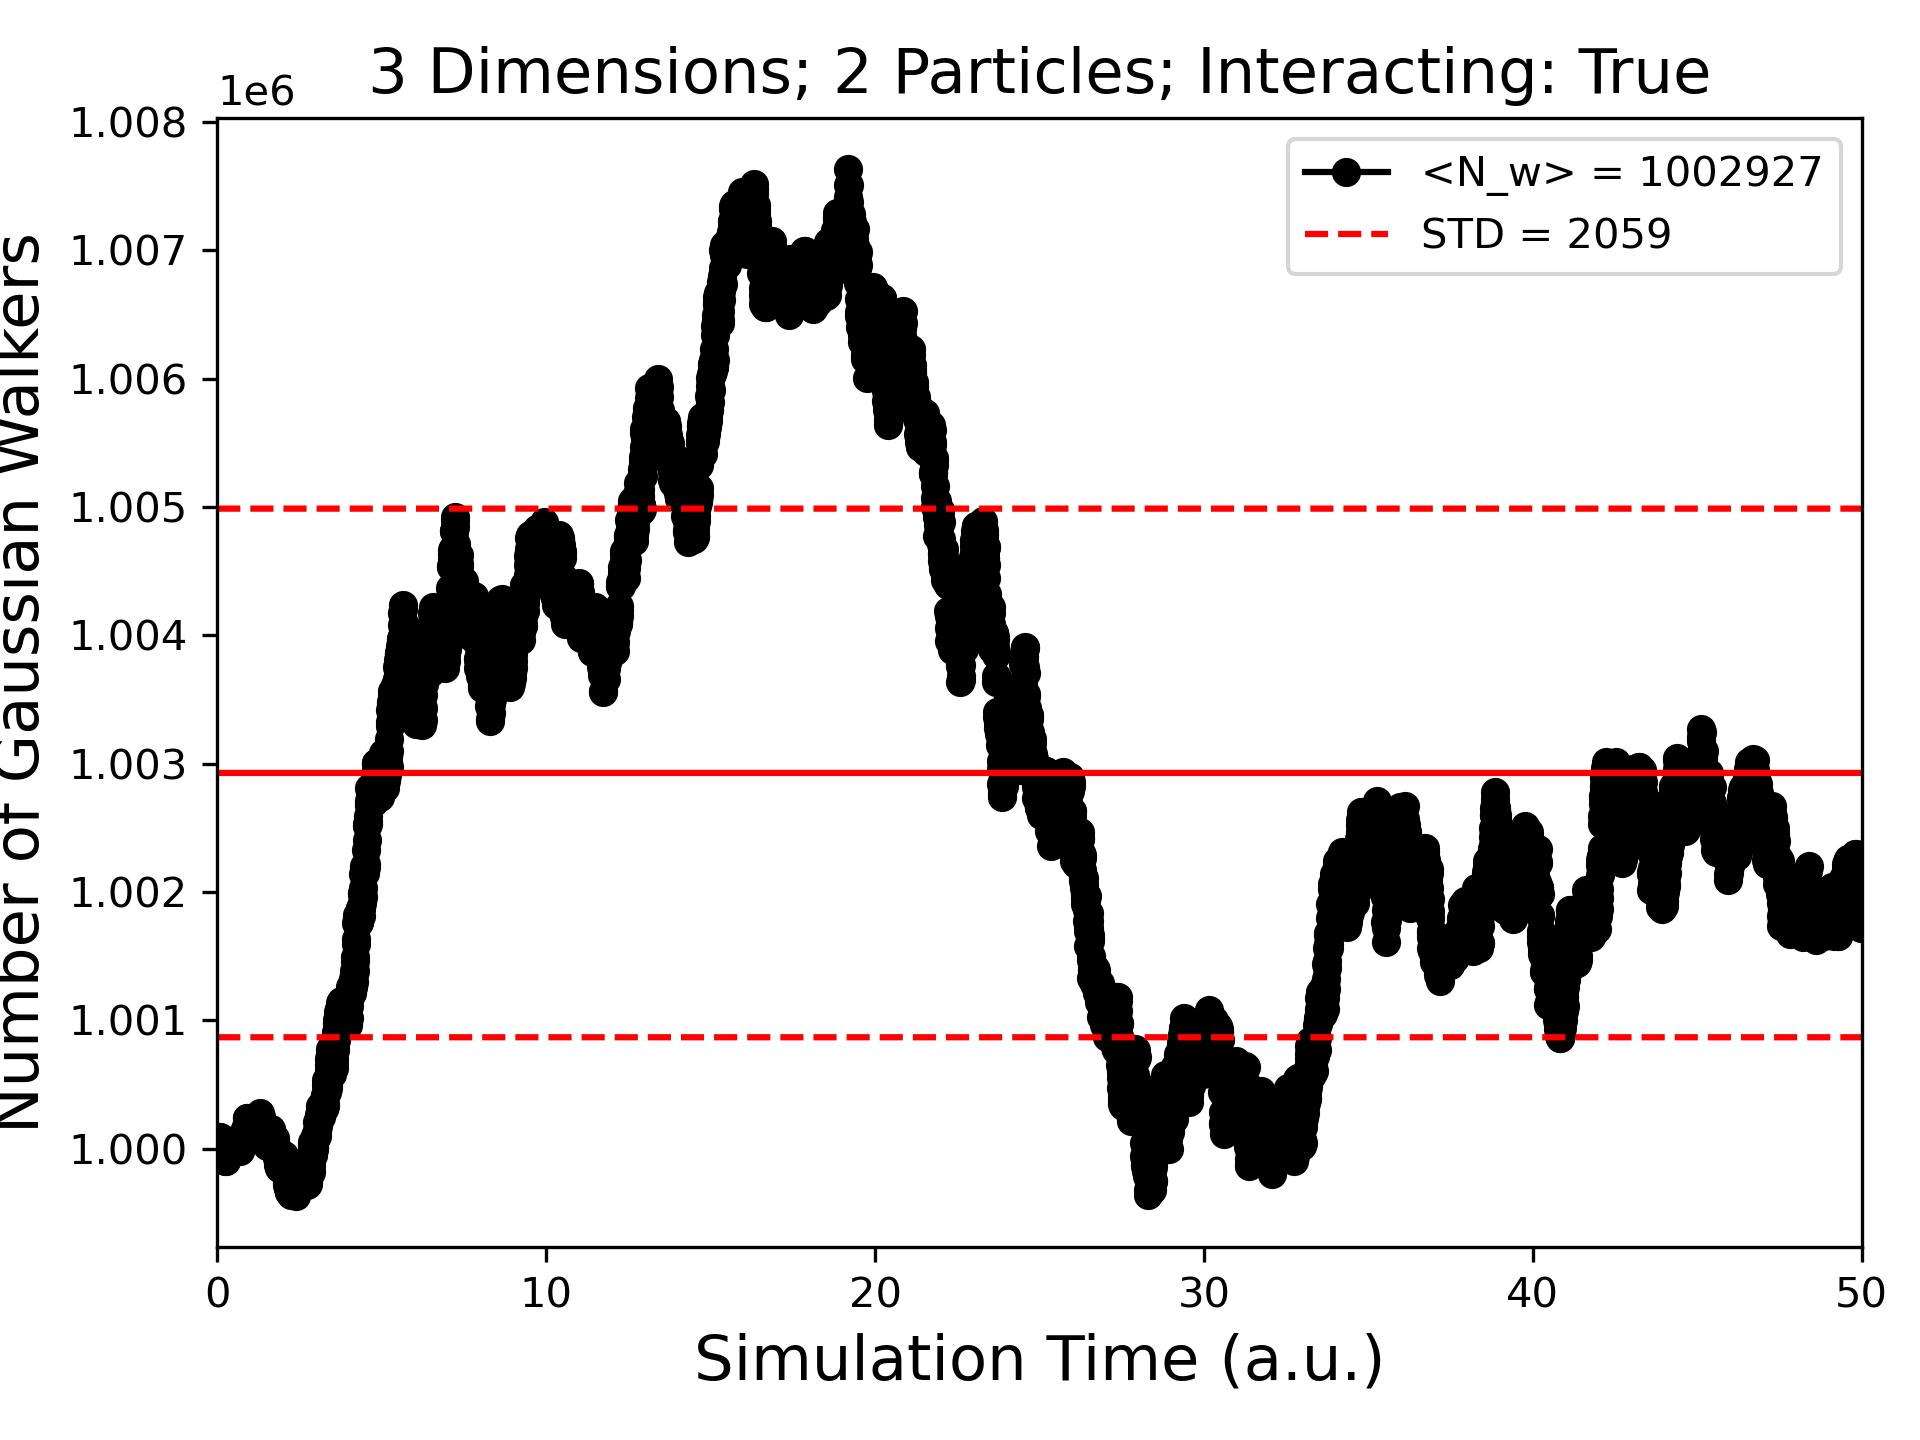 3 Dimensions; 2 Particles; Interacting: True
1e6
<N_w> = 1002927
STD = 2059
1.008
1.007
1.006
1.005
1.004
1.003
1.002
1.001
1.000
Number of Gaussian Walkers
0 10 20 30 40 50
Simulation Time (a.u.)